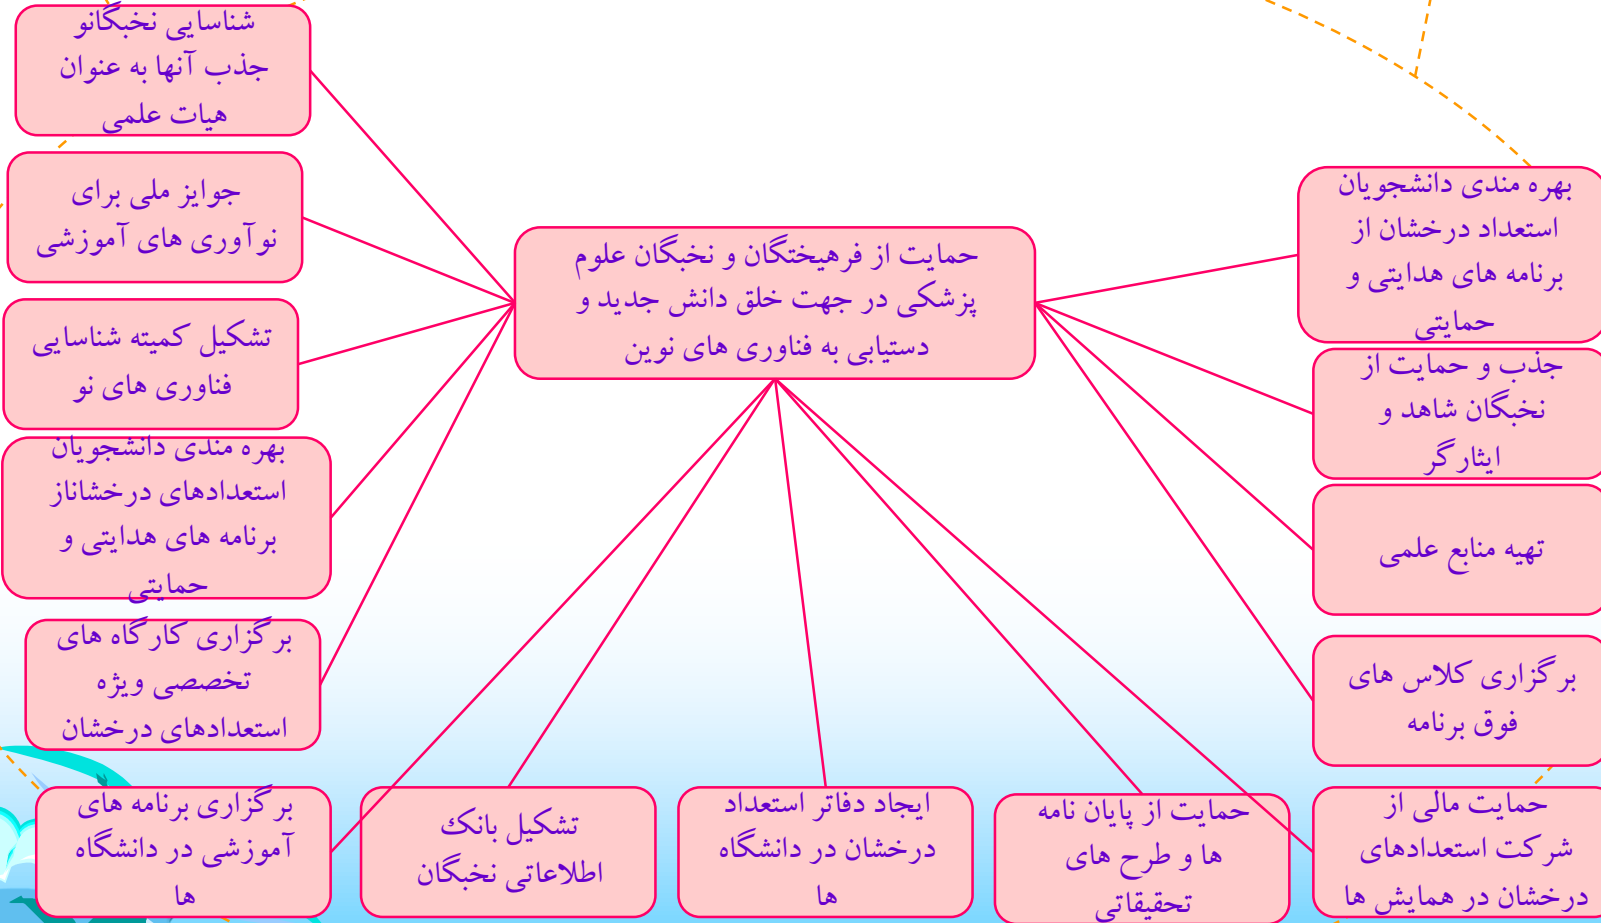 حمایت از فرهیختگان و نخبگان علوم
پزشکی در جهت خلق دانش جدید و
دستیابی به فناوری های نوین
بهره مندی دانشجویان
استعداد درخشان از
برنامه های هدایتی و
حمایتی
جذب و حمایت از
نخبگان شاهد و
ایثارگر
تهیه منابع علمی
برگزاری کلاس های
فوق برنامه
حمایت مالی از
شرکت استعدادهای
درخشان در همایش ها
حمایت از پایان نامه
ها و طرح های
تحقیقاتی
ایجاد دفاتر استعداد
درخشان در دانشگاه
ها
تشکیل بانک
اطلاعاتی نخبگان
برگزاری برنامه های
آموزشی در دانشگاه
ها
برگزاری کارگاه های
تخصصی ویژه
استعدادهای درخشان
بهره مندی دانشجویان
استعدادهای درخشاناز
برنامه های هدایتی و
حمایتی
تشکیل کمیته شناسایی
فناوری های نو
جوایز ملی برای
نوآوری های آموزشی
شناسایی نخبگانو
جذب آنها به عنوان
هیات علمی